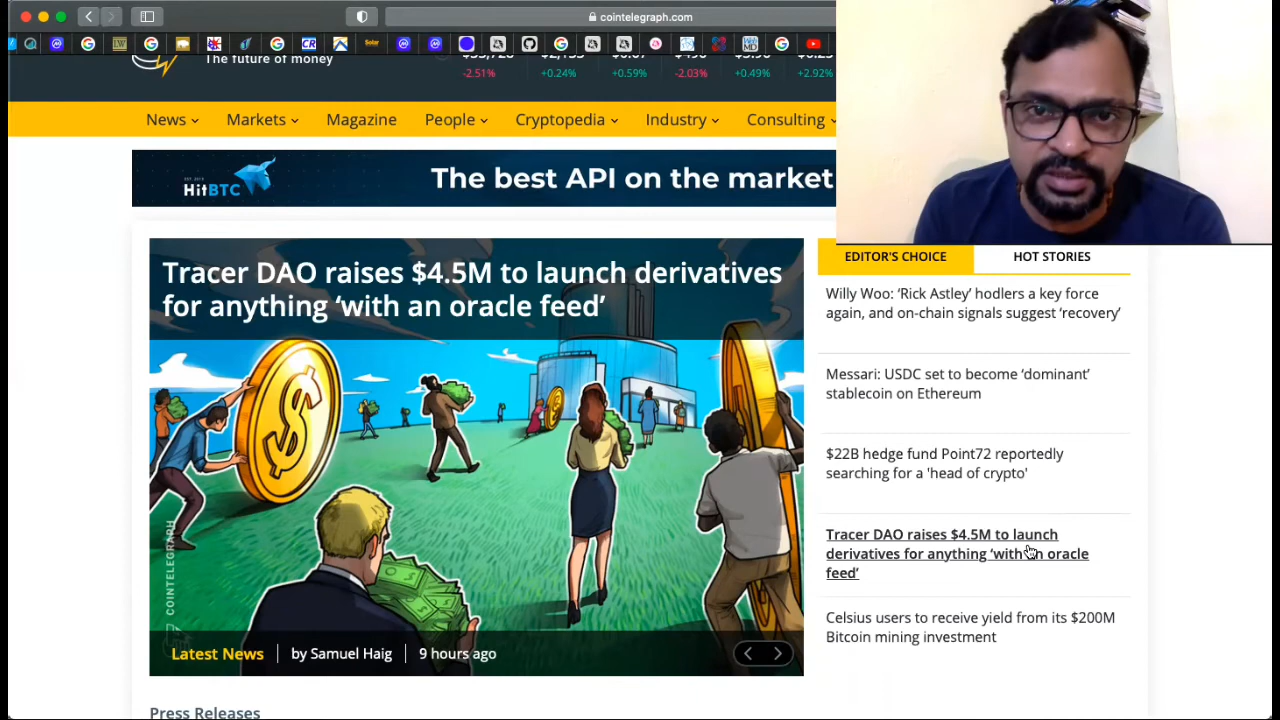 cointelegraph.com
The future of money
-2.51% +0.24% +0.59% -2.03% +0.49% +2.92%
News Markets Magazine People Cryptopedia Industry Consulting
HitBTC
The best API on the market
Tracer DAO raises $4.5M to launch derivatives
for anything ‘with an oracle feed’
COINTELEGRAPH
Latest News by Samuel Haig 9 hours ago
Press Releases
EDITOR'S CHOICE HOT STORIES
Willy Woo: ‘Rick Astley’ hodlers a key force
again, and on-chain signals suggest ‘recovery’
Messari: USDC set to become ‘dominant’
stablecoin on Ethereum
$22B hedge fund Point72 reportedly
searching for a 'head of crypto'
Tracer DAO raises $4.5M to launch
derivatives for anything ‘with an oracle
feed’
Celsius users to receive yield from its $200M
Bitcoin mining investment